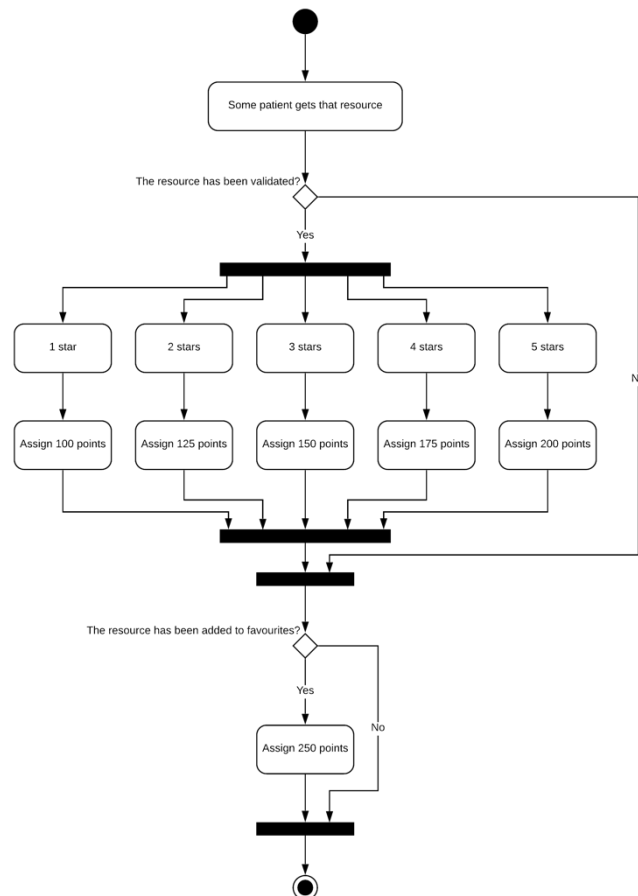 Some patient gets that resource
The resource has been validated?
Yes
1 star
2 stars
3 stars
4 stars
5 stars
Assign 100 points
Assign 125 points
Assign 150 points
Assign 175 points
Assign 200 points
The resource has been added to favourites?
Yes
No
Assign 250 points